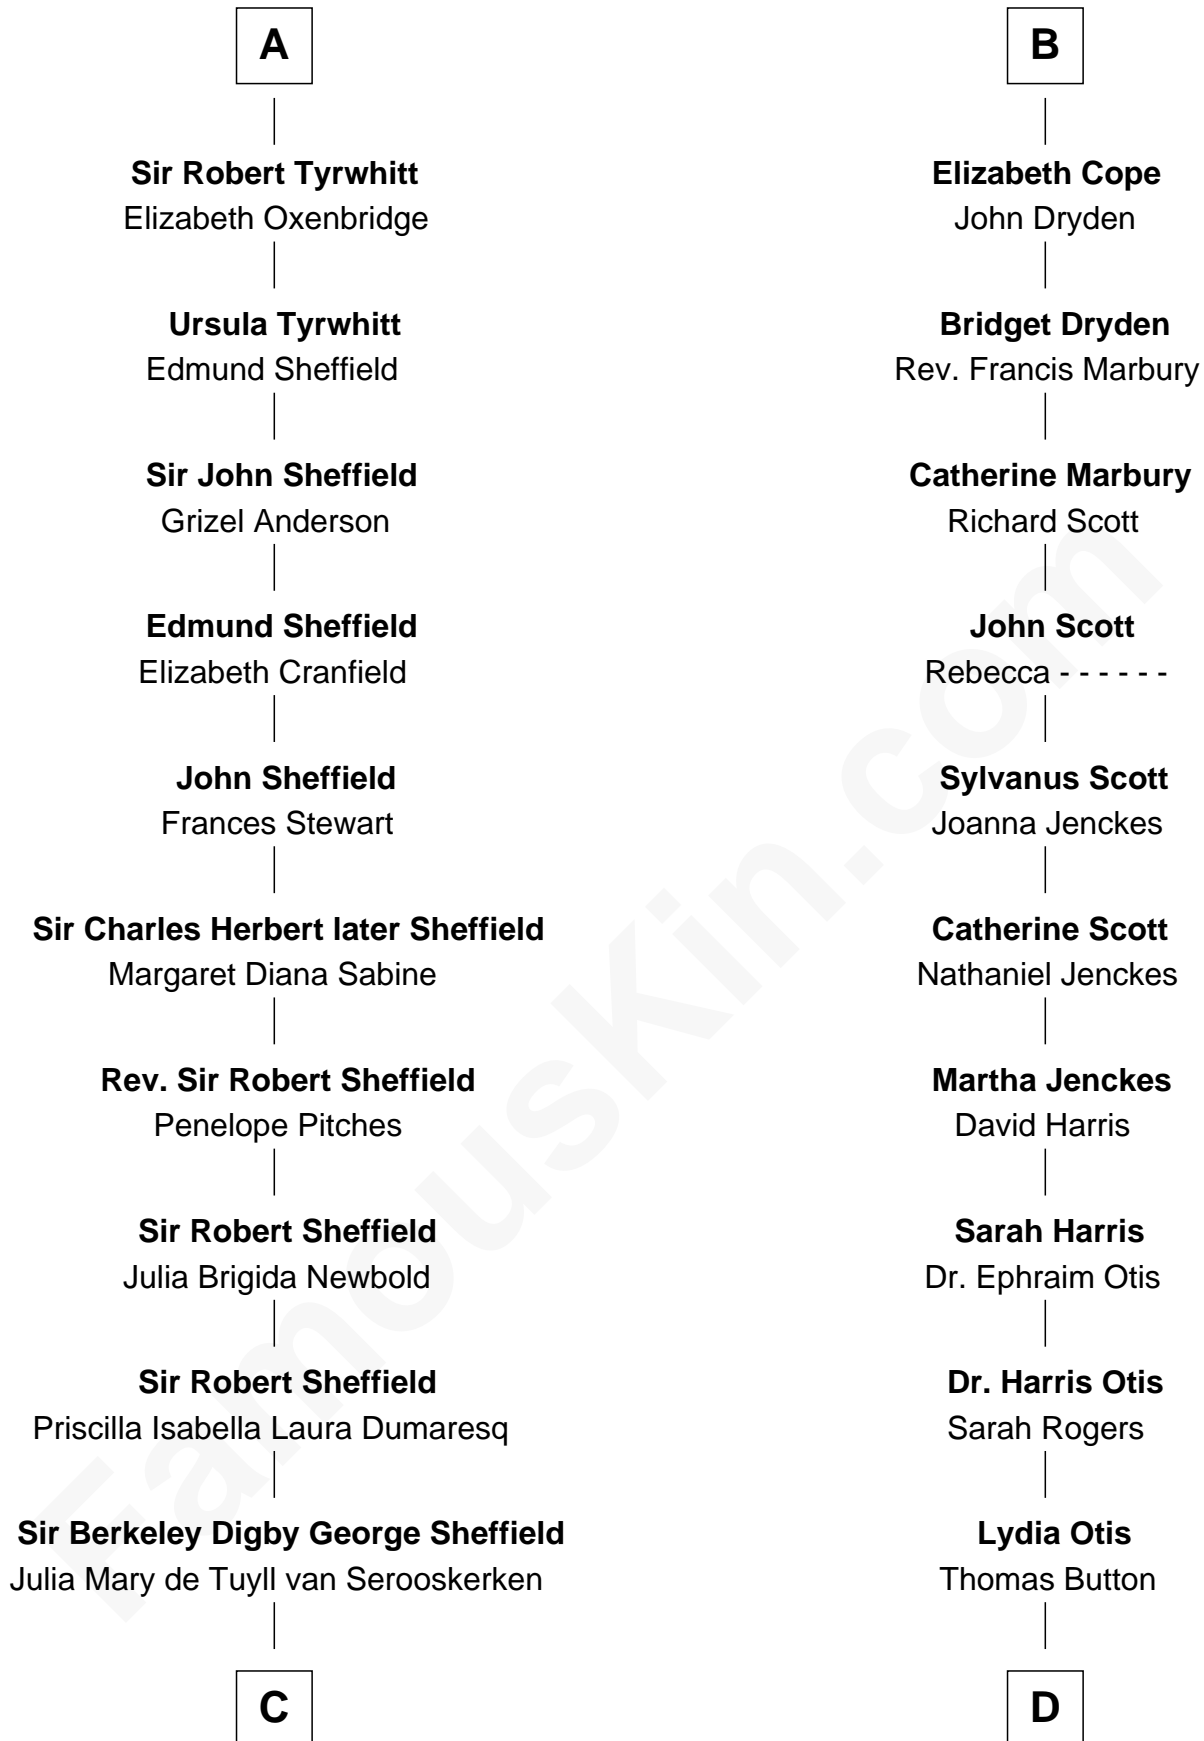 A
Sir Robert Tyrwhitt
Elizabeth Oxenbridge
Ursula Tyrwhitt
Edmund Sheffield
Sir John Sheffield
Grizel Anderson
Edmund Sheffield
Elizabeth Cranfield
John Sheffield
Frances Stewart
Sir Charles Herbert later Sheffield
Margaret Diana Sabine
Rev. Sir Robert Sheffield
Penelope Pitches
Sir Robert Sheffield
Julia Brigida Newbold
Sir Robert Sheffield
Priscilla Isabella Laura Dumaresq
Sir Berkeley Digby George Sheffield
Julia Mary de Tuyll van Serooskerken
C
B
Elizabeth Cope
John Dryden
Bridget Dryden
Rev. Francis Marbury
Catherine Marbury
Richard Scott
John Scott
Rebecca - - - - - -
Sylvanus Scott
Joanna Jenckes
Catherine Scott
Nathaniel Jenckes
Martha Jenckes
David Harris
Sarah Harris
Dr. Ephraim Otis
Dr. Harris Otis
Sarah Rogers
Lydia Otis
Thomas Button
D
FamousKin.com